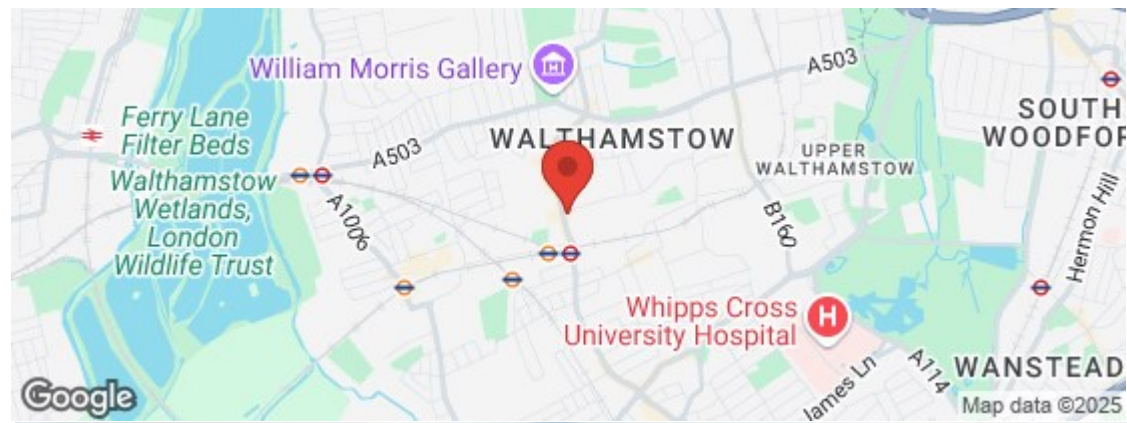 William Morris Gallery
A503
SOUTH
WOODFOR
Ferry Lane
Filter Beds
WALTHAMSTOW
A503
UPPER
WALTHAMSTOW
Walthamstow
Wetlands,
London
Wildlife Trust
A1006
B160
Hermon Hill
Whipps Cross
University Hospital
H
James Ln
A114
WANSTEAD
Google
Map data ©2025